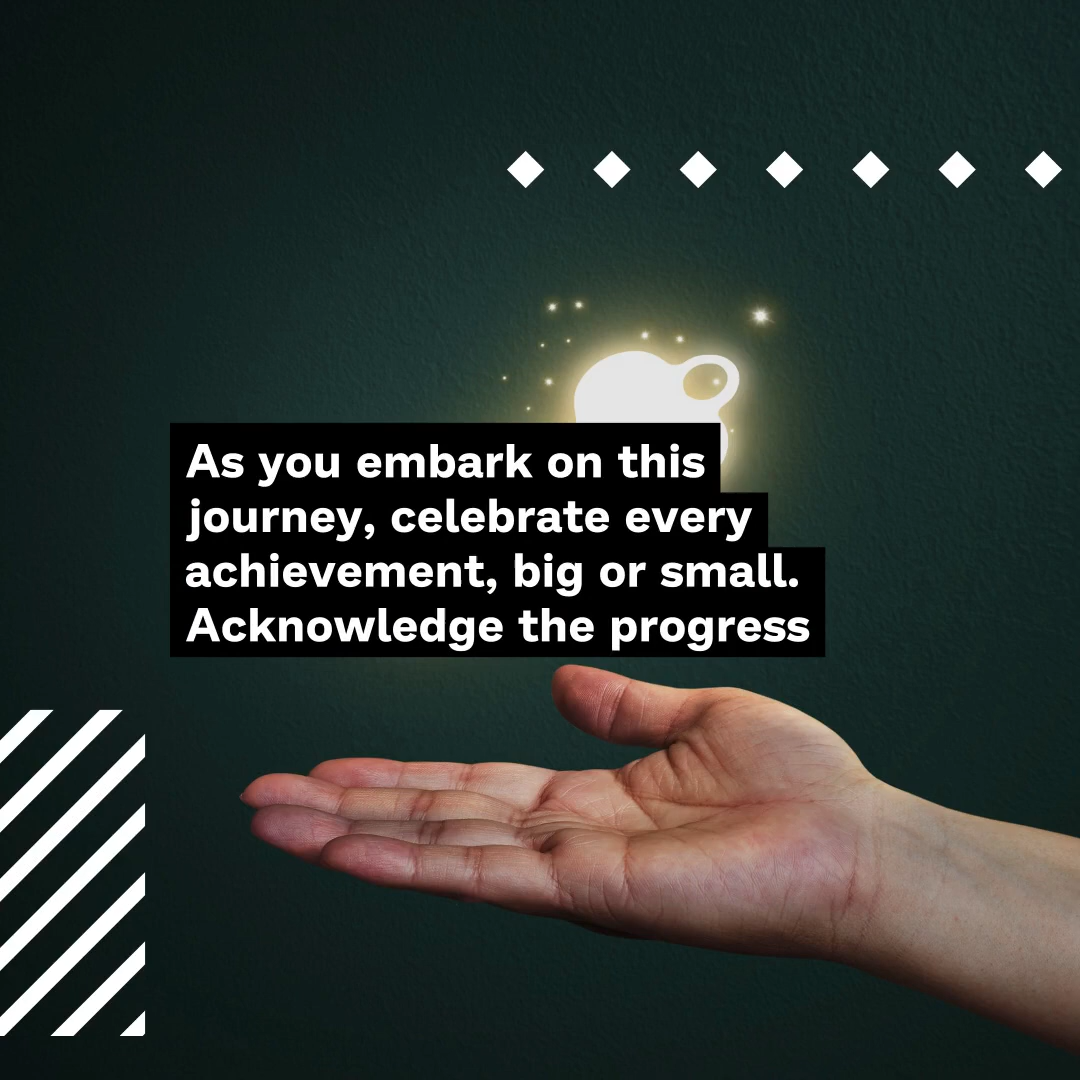 As you embark on this
journey, celebrate every
achievement, big or small.
Acknowledge the progress